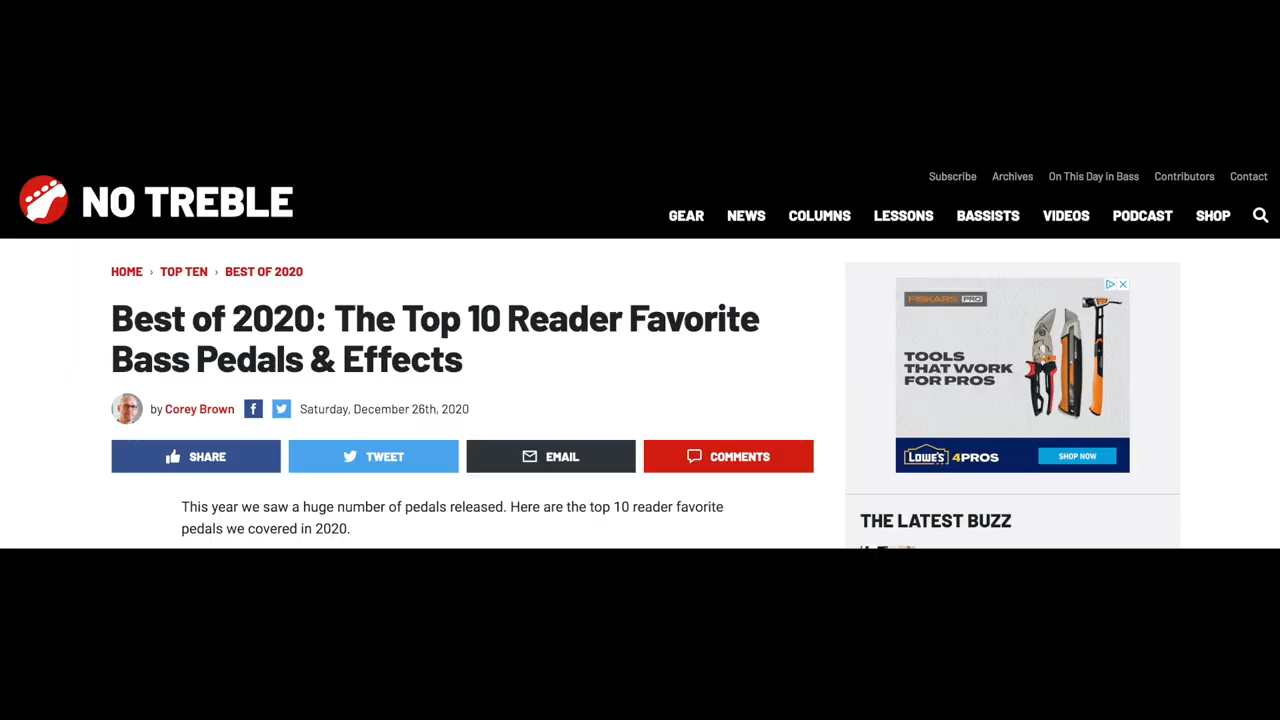 Subscribe Archives On This Day in Bass Contributors Contact
NO TREBLE
GEAR NEWS COLUMNS LESSONS BASSISTS VIDEOS PODCAST SHOP
HOME › TOP TEN › BEST OF 2020
Best of 2020: The Top 10 Reader Favorite
Bass Pedals & Effects
by Corey Brown Saturday, December 26th, 2020
SHARE TWEET EMAIL COMMENTS
This year we saw a huge number of pedals released. Here are the top 10 reader favorite
pedals we covered in 2020.
FISKARS PRO
TOOLS
THAT WORK
FOR PROS
LOWE'S 4PROS SHOP NOW
THE LATEST BUZZ